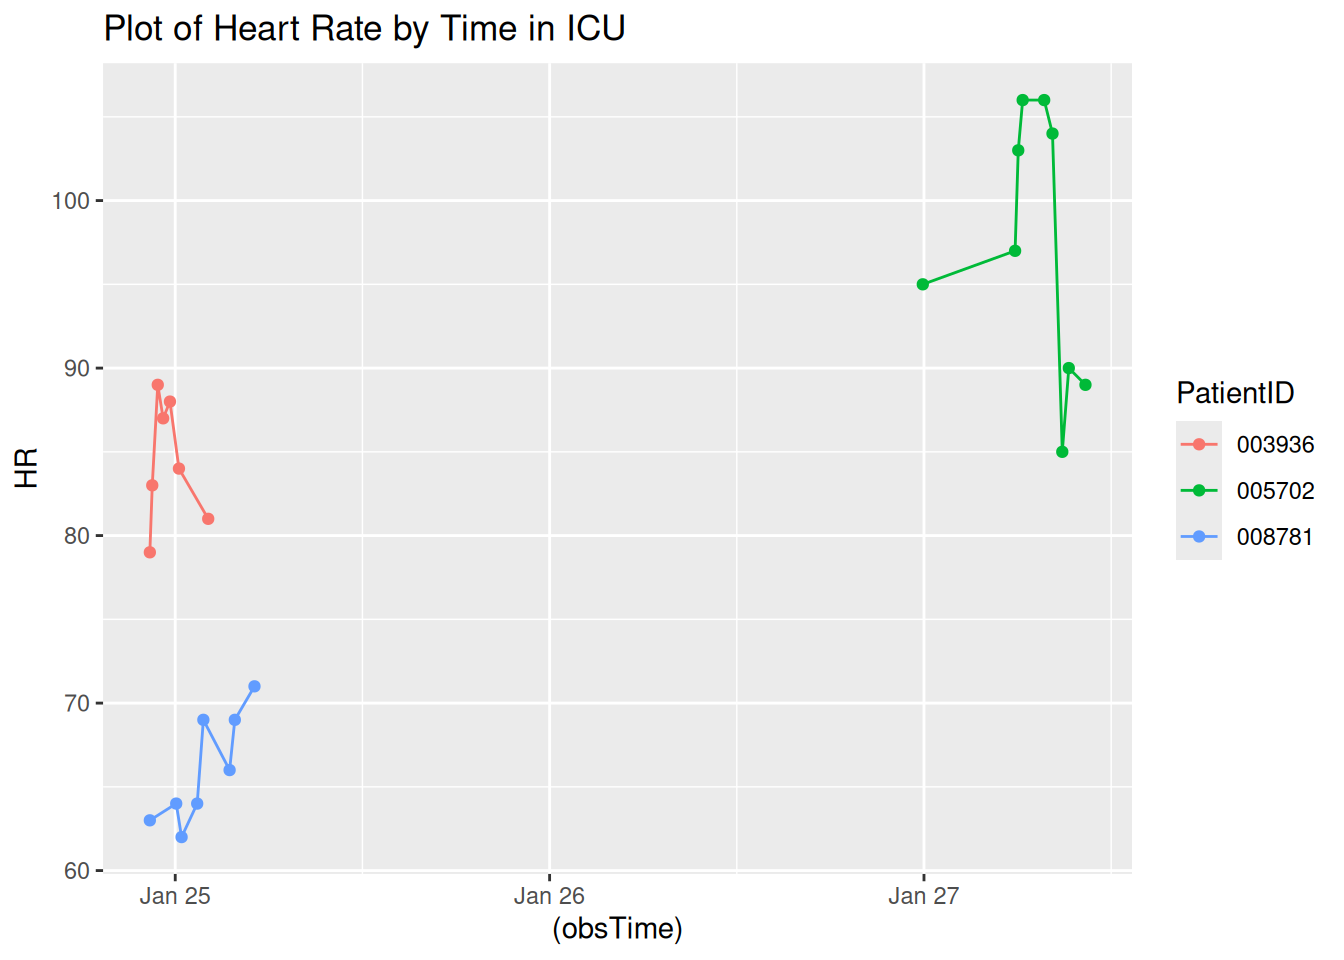 Plot of Heart Rate by Time in ICU
HR
100
90
80
70
60
Jan 25
Jan 26
Jan 27
(obsTime)
PatientID
003936
005702
008781